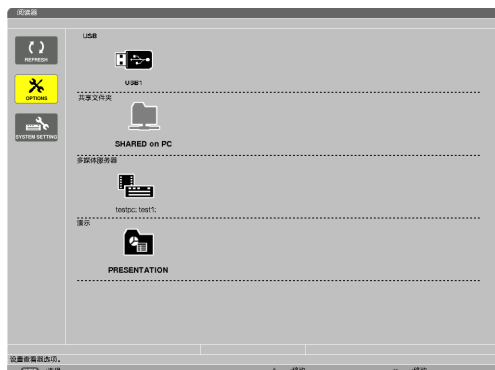 阅览器
USB
REFRESH
USB1
OPTIONS
共享文件夹
SYSTEM SETTING
SHARED on PC
多媒体服务器
testpc: test1:
演示
PRESENTATION
设置查看器选项。